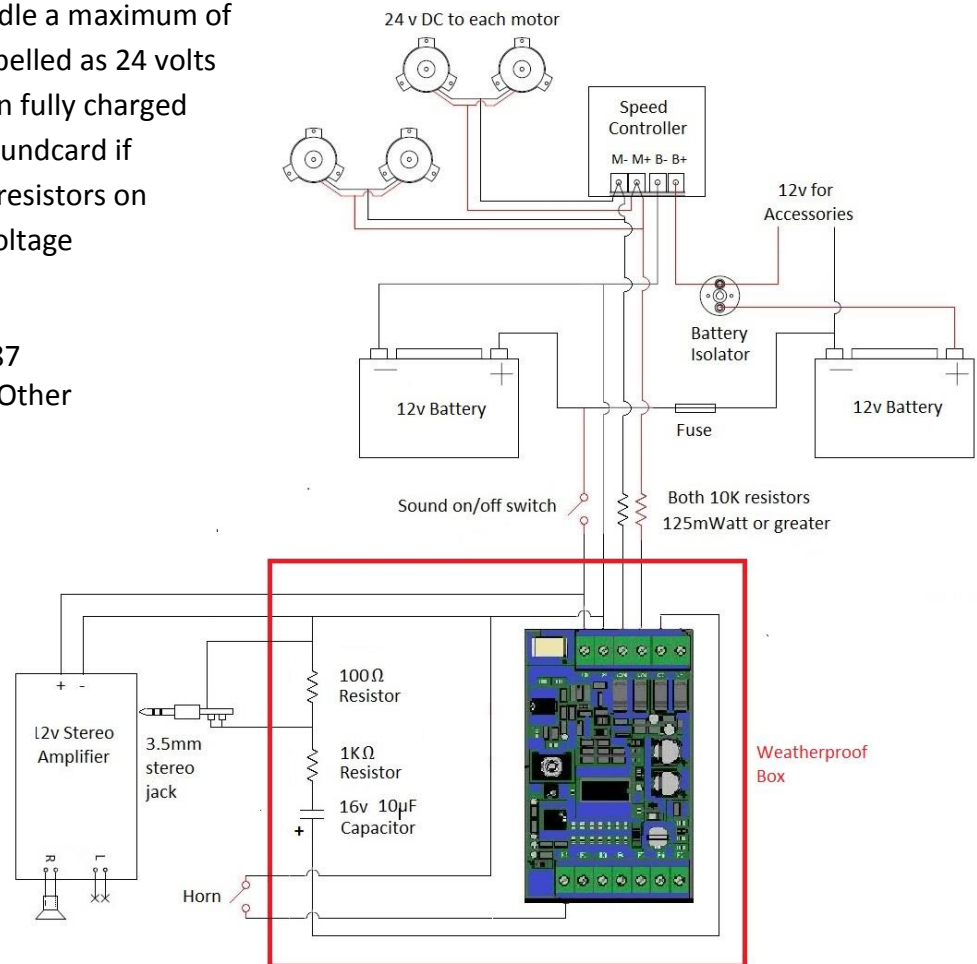 dle a maximum of
belled as 24 volts
n fully charged
undcard if
resistors on
oltage
37
Other
24 v DC to each motor
Speed
Controller
M- M+ B- B+
12v for
Accessories
Battery
Isolator
12v Battery
12v Battery
Fuse
Sound on/off switch
Both 10K resistors
125mWatt or greater
100Ω
Resistor
1KΩ
Resistor
16v 10µF
Capacitor
+
+ -
12v Stereo
Amplifier
3.5mm
stereo
jack
R L
Horn
Weatherproof
Box